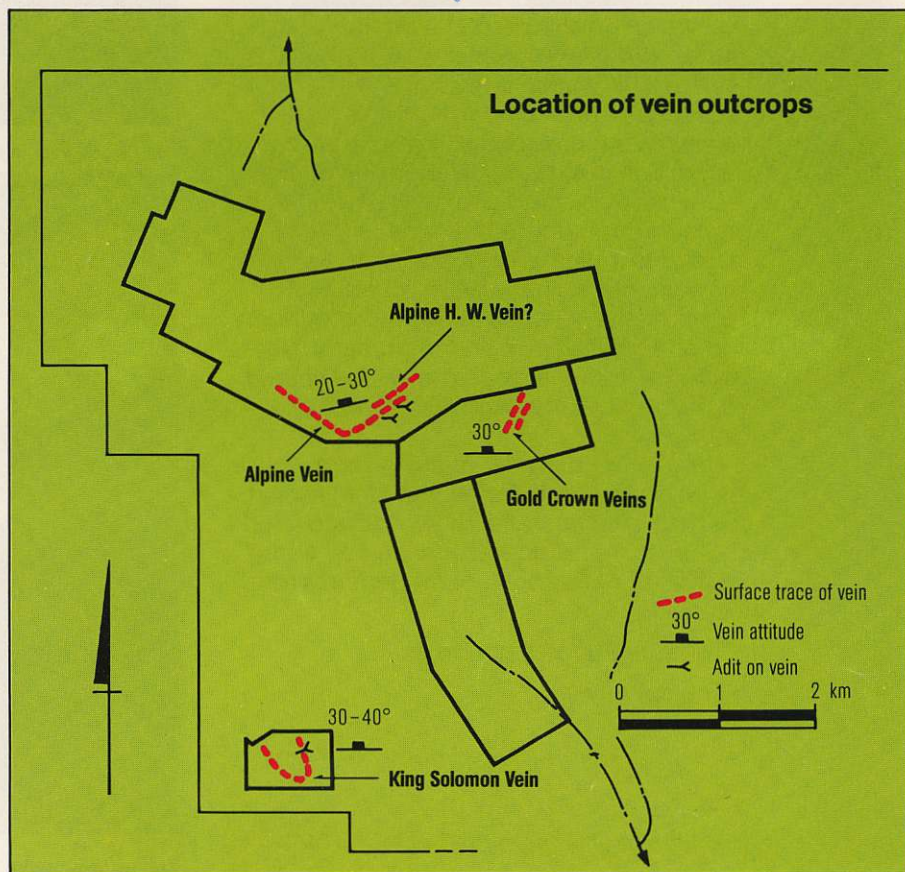 Location of vein outcrops
Alpine H. W. Vein?
20–30°
Alpine Vein
30°
Gold Crown Veins
Surface trace of vein
30°
Vein attitude
Adit on vein
0 1 2 km
30–40°
King Solomon Vein